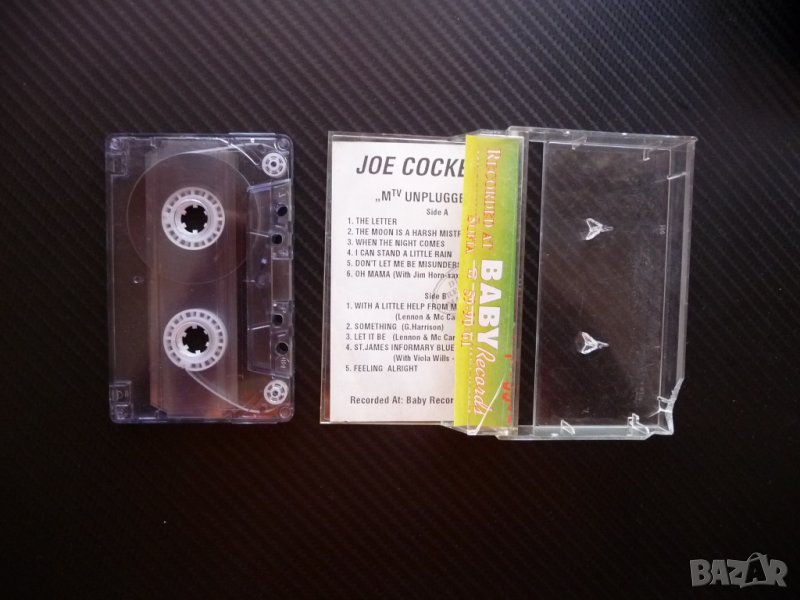 JOE COCKE
„MTV UNPLUGGE
Side A
1. THE LETTER
2. THE MOON IS A HARSH MISTR
3. WHEN THE NIGHT COMES
4. I CAN STAND A LITTLE RAIN
5. DON'T LET ME BE MISUNDERS
6. OH MAMA (With Jim Horn-sax
Side B
1. WITH A LITTLE HELP FROM M
(Lennon & Mc Car
2. SOMETHING (G.Harrison)
3. LET IT BE (Lennon & Mc Car
4. ST.JAMES INFORMARY BLUE
(With Viola Wills -
5. FEELING ALRIGHT
Recorded At: Baby Recor
RECORDED AT
BABY
Records
BAZAR